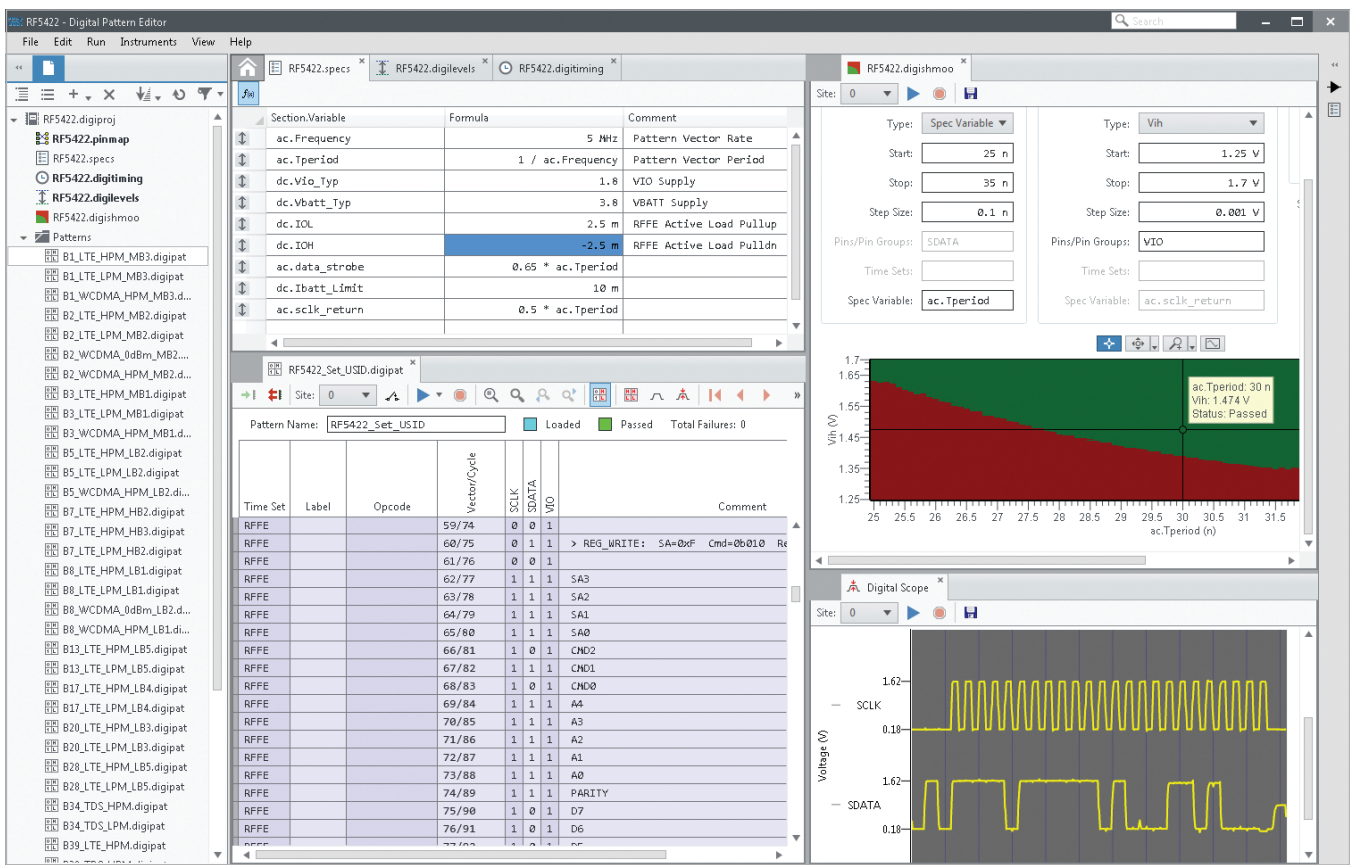 RF5422 - Digital Pattern Editor
Search
File Edit Run Instruments View Help
RF5422.digiproj
RF5422.pinmap
RF5422.specs
RF5422.digitiming
RF5422.digilevels
RF5422.digishmoo
Patterns
B1_LTE_HPM_MB3.digipat
B1_LTE_LPM_MB3.digipat
B1_WCDMA_HPM_MB3.d...
B2_LTE_HPM_MB2.digipat
B2_LTE_LPM_MB2.digipat
B2_WCDMA_0dBm_MB2....
B2_WCDMA_HPM_MB2.d...
B3_LTE_HPM_MB1.digipat
B3_LTE_LPM_MB1.digipat
B3_WCDMA_HPM_MB1.d...
B5_LTE_HPM_LB2.digipat
B5_LTE_LPM_LB2.digipat
B5_WCDMA_HPM_LB2.di...
B7_LTE_HPM_HB2.digipat
B7_LTE_HPM_HB3.digipat
B7_LTE_LPM_HB2.digipat
B8_LTE_HPM_LB1.digipat
B8_LTE_LPM_LB1.digipat
B8_WCDMA_0dBm_LB2.d...
B8_WCDMA_HPM_LB1.di...
B13_LTE_HPM_LB5.digipat
B13_LTE_LPM_LB5.digipat
B17_LTE_HPM_LB4.digipat
B17_LTE_LPM_LB4.digipat
B20_LTE_HPM_LB3.digipat
B20_LTE_LPM_LB3.digipat
B28_LTE_HPM_LB5.digipat
B28_LTE_LPM_LB5.digipat
B34_TDS_HPM.digipat
B34_TDS_LPM.digipat
B39_LTE_HPM.digipat
RF5422.specs RF5422.digilevels RF5422.digitiming
f(x)
Section.Variable Formula Comment
ac.Frequency 5 MHz Pattern Vector Rate
ac.Tperiod 1 / ac.Frequency Pattern Vector Period
dc.Vio_Typ 1.8 VIO Supply
dc.Vbatt_Typ 3.8 VBATT Supply
dc.IOL 2.5 m RFFE Active Load Pullup
dc.IOH -2.5 m RFFE Active Load Pulldn
ac.data_strobe 0.65 * ac.Tperiod
dc.Ibatt_Limit 10 m
ac.sclk_return 0.5 * ac.Tperiod
RF5422_Set_USID.digipat
Site: 0
Pattern Name: RF5422_Set_USID Loaded Passed Total Failures: 0
Time Set Label Opcode Vector/Cycle SCLK SDATA VIO Comment
RFFE 59/74 0 0 1
RFFE 60/75 0 1 1 > REG_WRITE: SA=0xF Cmd=0b010 Re
RFFE 61/76 0 0 1
RFFE 62/77 1 1 1 SA3
RFFE 63/78 1 1 1 SA2
RFFE 64/79 1 1 1 SA1
RFFE 65/80 1 1 1 SA0
RFFE 66/81 1 0 1 CMD2
RFFE 67/82 1 1 1 CMD1
RFFE 68/83 1 0 1 CMD0
RFFE 69/84 1 1 1 A4
RFFE 70/85 1 1 1 A3
RFFE 71/86 1 1 1 A2
RFFE 72/87 1 1 1 A1
RFFE 73/88 1 1 1 A0
RFFE 74/89 1 1 1 PARITY
RFFE 75/90 1 0 1 D7
RFFE 76/91 1 0 1 D6
RF5422.digishmoo
Site: 0
Type: Spec Variable Type: Vih
Start: 25 n Start: 1.25 V
Stop: 35 n Stop: 1.7 V
Step Size: 0.1 n Step Size: 0.001 V
Pins/Pin Groups: SDATA Pins/Pin Groups: VIO
Time Sets: Time Sets:
Spec Variable: ac.Tperiod Spec Variable: ac.sclk_return
1.7
1.65
1.55
1.45
1.35
1.25
Vih (V)
ac.Tperiod: 30 n
Vih: 1.474 V
Status: Passed
25 25.5 26 26.5 27 27.5 28 28.5 29 29.5 30 30.5 31 31.5
ac.Tperiod (n)
Digital Scope
Site: 0
Voltage (V)
1.62
SCLK
0.18
1.62
SDATA
0.18